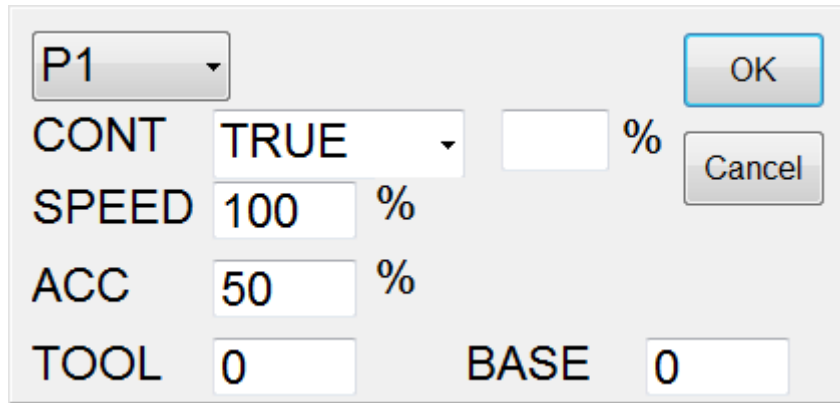 P1 OK
CONT TRUE %
Cancel
SPEED 100 %
ACC 50 %
TOOL 0 BASE 0